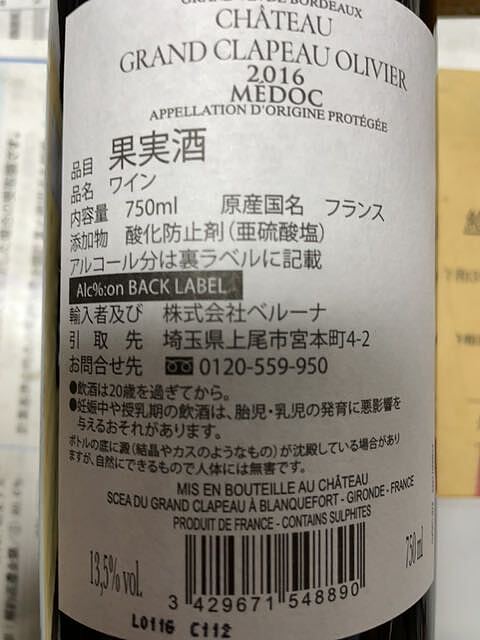 GRAND VIN DE BORDEAUX
CHÂTEAU
GRAND CLAPEAU OLIVIER
2016
MÉDOC
APPELLATION D'ORIGINE PROTÉGÉE
品目 果実酒
品名 ワイン
内容量 750ml 原産国名 フランス
添加物 酸化防止剤(亜硫酸塩)
アルコール分は裏ラベルに記載
Alc%:on BACK LABEL
輸入者及び 株式会社ベルーナ
引取先 埼玉県上尾市宮本町4-2
お問合せ先 0120-559-950
●飲酒は20歳を過ぎてから。
●妊娠中や授乳期の飲酒は、胎児・乳児の発育に悪影響を
与えるおそれがあります。
ボトルの底に澱(結晶やカスのようなもの)が沈殿している場合があり
ますが、自然にできるもので人体には無害です。
MIS EN BOUTEILLE AU CHÂTEAU
SCEA DU GRAND CLAPEAU À BLANQUEFORT - GIRONDE - FRANCE
PRODUIT DE FRANCE - CONTAINS SULPHITES
13,5% vol.
750 ml
3 429671 548890
L0116 C112